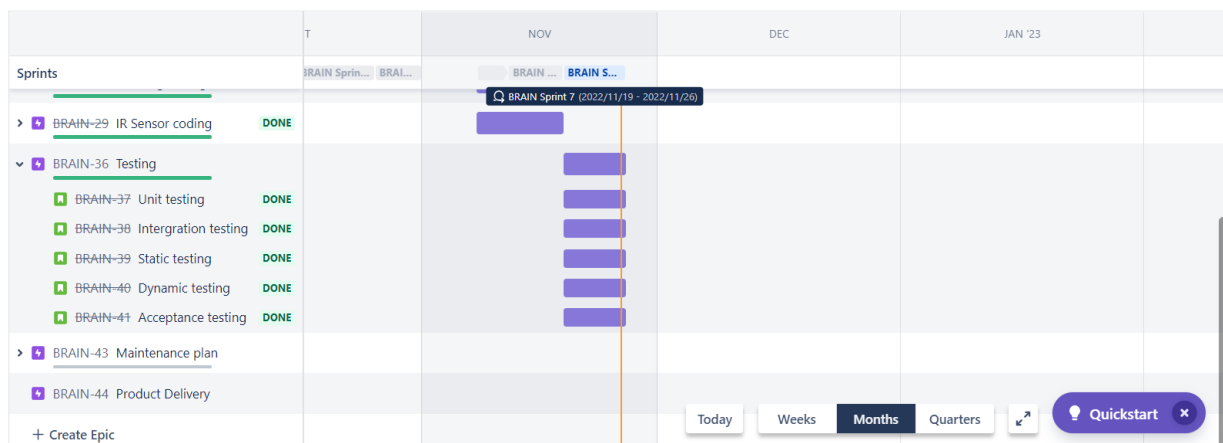 T NOV DEC JAN '23
Sprints BRAIN Sprin... BRAI... BRAIN ... BRAIN S...
BRAIN Sprint 7 (2022/11/19 - 2022/11/26)
BRAIN-29 IR Sensor coding DONE
BRAIN-36 Testing
BRAIN-37 Unit testing DONE
BRAIN-38 Intergration testing DONE
BRAIN-39 Static testing DONE
BRAIN-40 Dynamic testing DONE
BRAIN-41 Acceptance testing DONE
BRAIN-43 Maintenance plan
BRAIN-44 Product Delivery
+ Create Epic
Today Weeks Months Quarters Quickstart